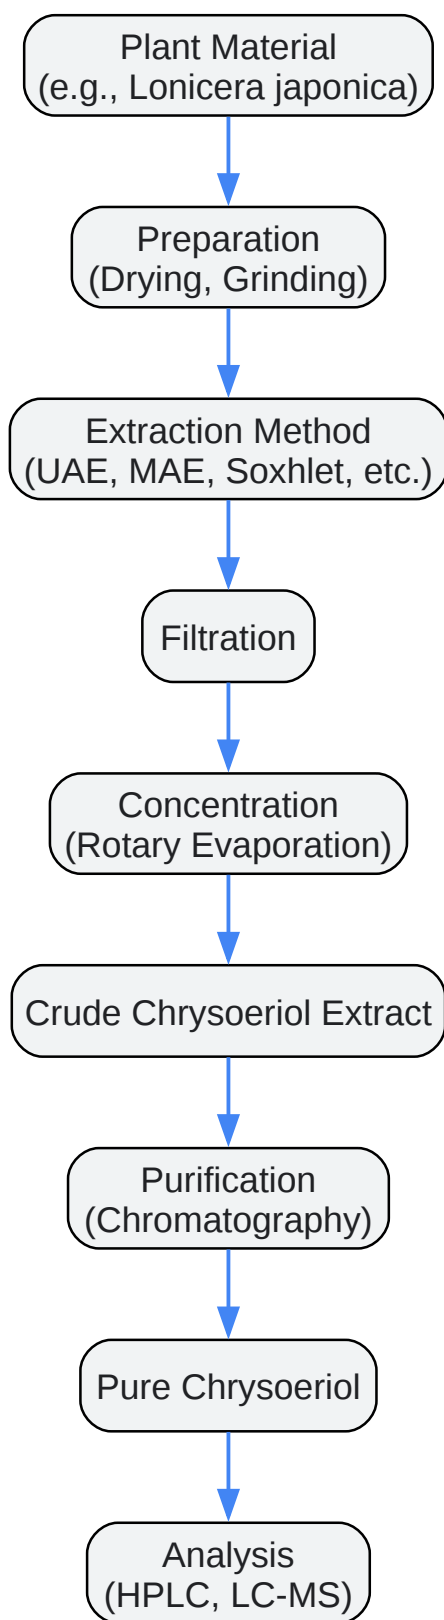 Plant Material
(e.g., Lonicera japonica)
Preparation
(Drying, Grinding)
Extraction Method
(UAE, MAE, Soxhlet, etc.)
Filtration
Concentration
(Rotary Evaporation)
Crude Chrysoeriol Extract
Purification
(Chromatography)
Pure Chrysoeriol
Analysis
(HPLC, LC-MS)